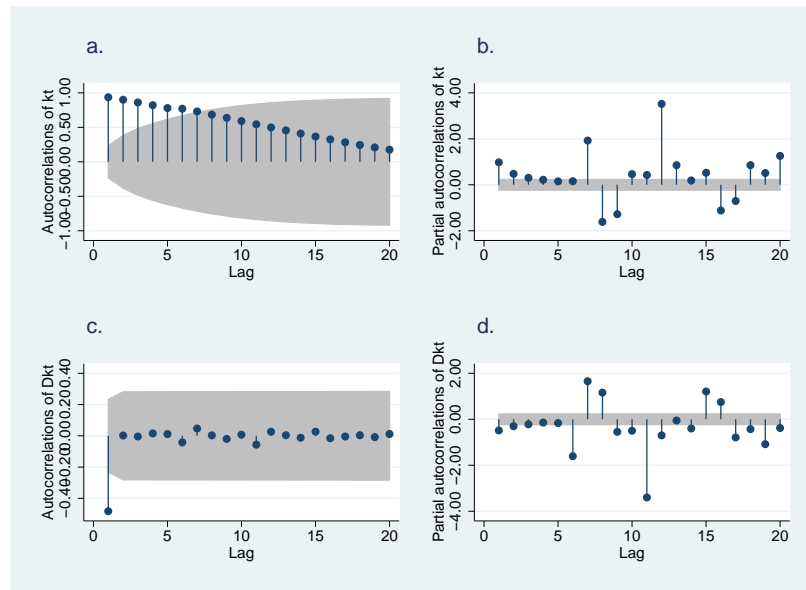 a.
Autocorrelations of kt
1.00
0.50
0.00
−0.50
−1.00
0 5 10 15 20
Lag
b.
Partial autocorrelations of kt
4.00
2.00
0.00
−2.00
0 5 10 15 20
Lag
c.
Autocorrelations of Dkt
0.40
0.20
0.00
−0.20
−0.40
0 5 10 15 20
Lag
d.
Partial autocorrelations of Dkt
2.00
0.00
−2.00
−4.00
0 5 10 15 20
Lag